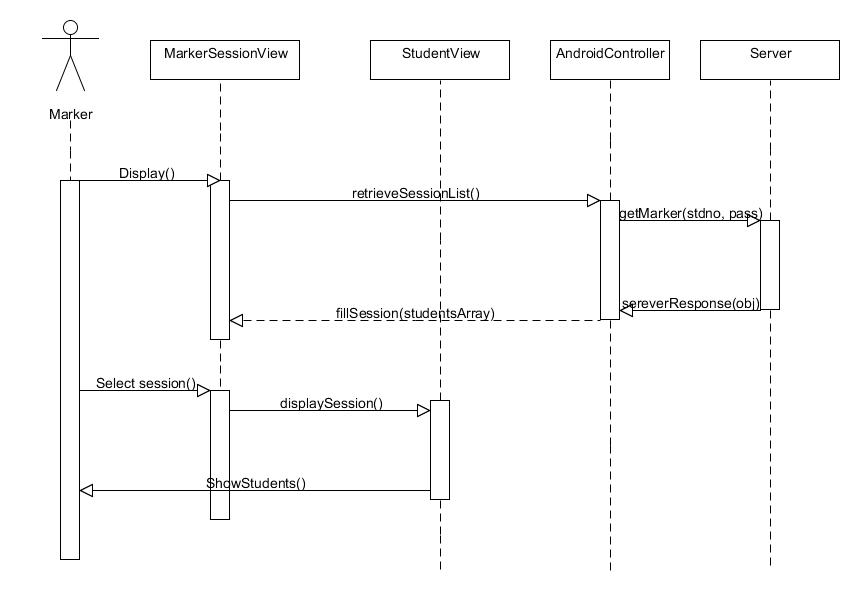 MarkerSessionView
StudentView
AndroidController
Server
Marker
Display()
retrieveSessionList()
getMarker(stdno, pass)
sereverResponse(obj)
fillSession(studentsArray)
Select session()
displaySession()
ShowStudents()